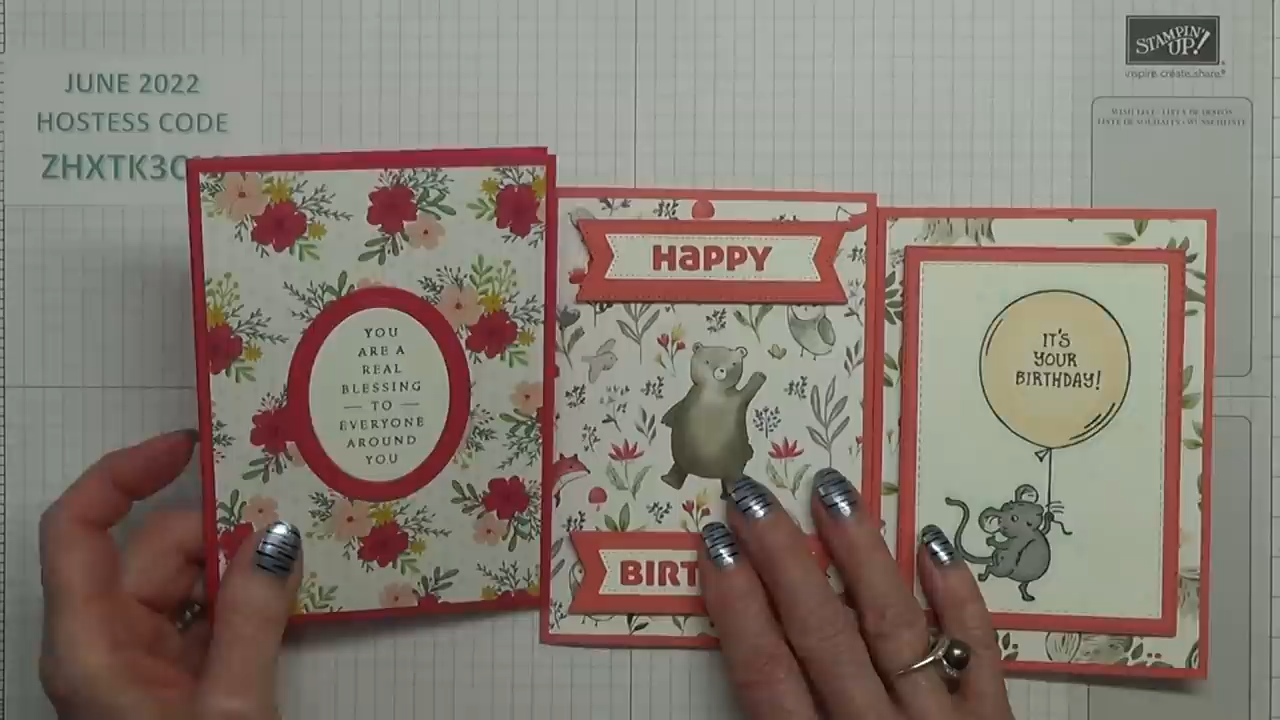 JUNE 2022
HOSTESS CODE
ZHXTK3
STAMPIN' UP!
inspire. create. share.
YOU
ARE A
REAL
BLESSING
— TO —
EVERYONE
AROUND
YOU
HAPPY
BIRT
IT'S
YOUR
BIRTHDAY!